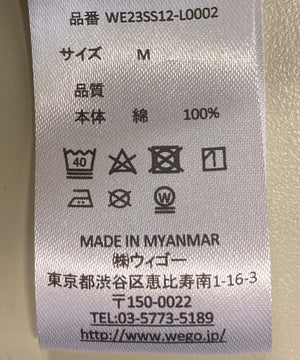 品番 WE23SS12-L0002
サイズ M
品質
本体 綿 100%
40
W
MADE IN MYANMAR
㈱ウィゴー
東京都渋谷区恵比寿南1-16-3
〒150-0022
TEL:03-5773-5189
http://www.wego.jp/